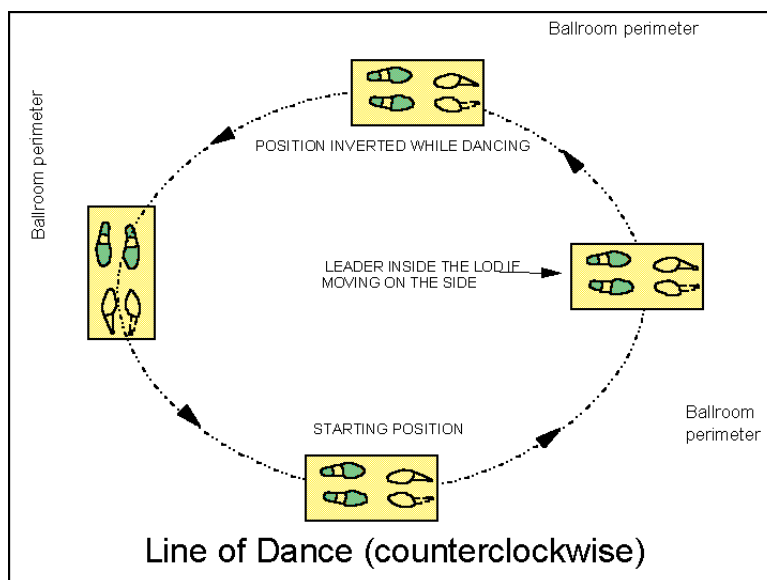 Ballroom perimeter
Ballroom perimeter
POSITION INVERTED WHILE DANCING
LEADER INSIDE THE LOD IF
MOVING ON THE SIDE
Ballroom
perimeter
STARTING POSITION
Line of Dance (counterclockwise)